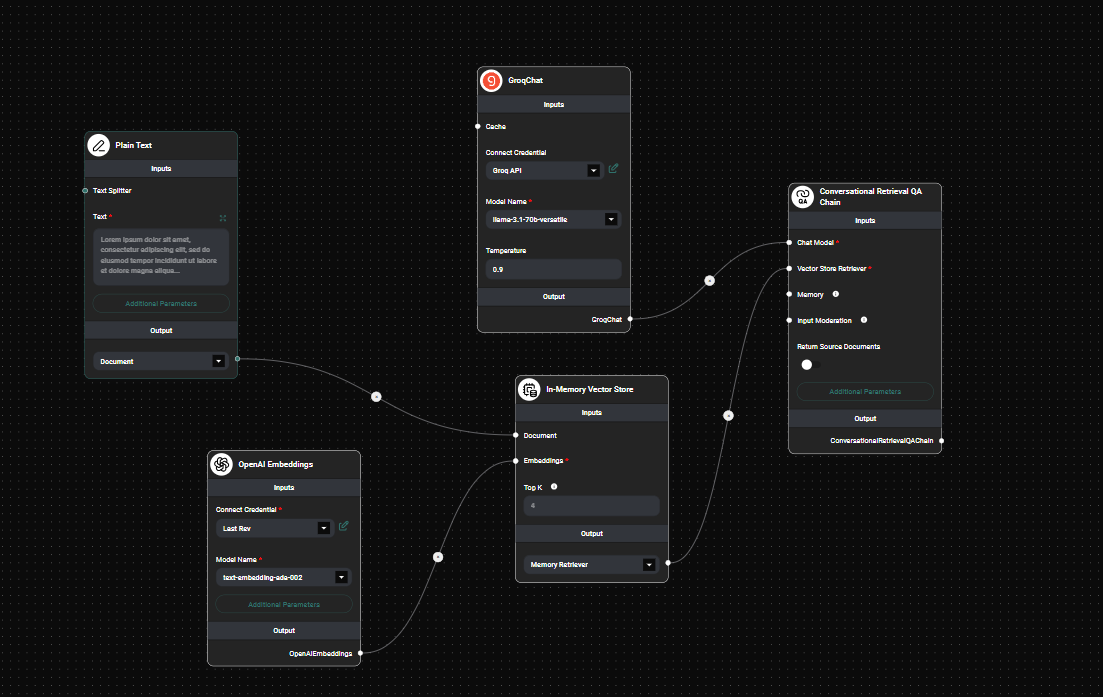 GroqChat
Inputs
Cache
Connect Credential
Groq API
Model Name *
llama-3.1-70b-versatile
Temperature
0.9
Output
GroqChat
Plain Text
Inputs
Text Splitter
Text *
Lorem ipsum dolor sit amet,
consectetur adipiscing elit, sed do
eiusmod tempor incididunt ut labore
et dolore magna aliqua...
Additional Parameters
Output
Document
Conversational Retrieval QA
Chain
QA
Inputs
Chat Model *
Vector Store Retriever *
Memory
Input Moderation
Return Source Documents
Additional Parameters
Output
ConversationalRetrievalQAChain
In-Memory Vector Store
Inputs
Document
Embeddings *
Top K
4
Output
Memory Retriever
OpenAI Embeddings
Inputs
Connect Credential *
Last Rev
Model Name *
text-embedding-ada-002
Additional Parameters
Output
OpenAIEmbeddings